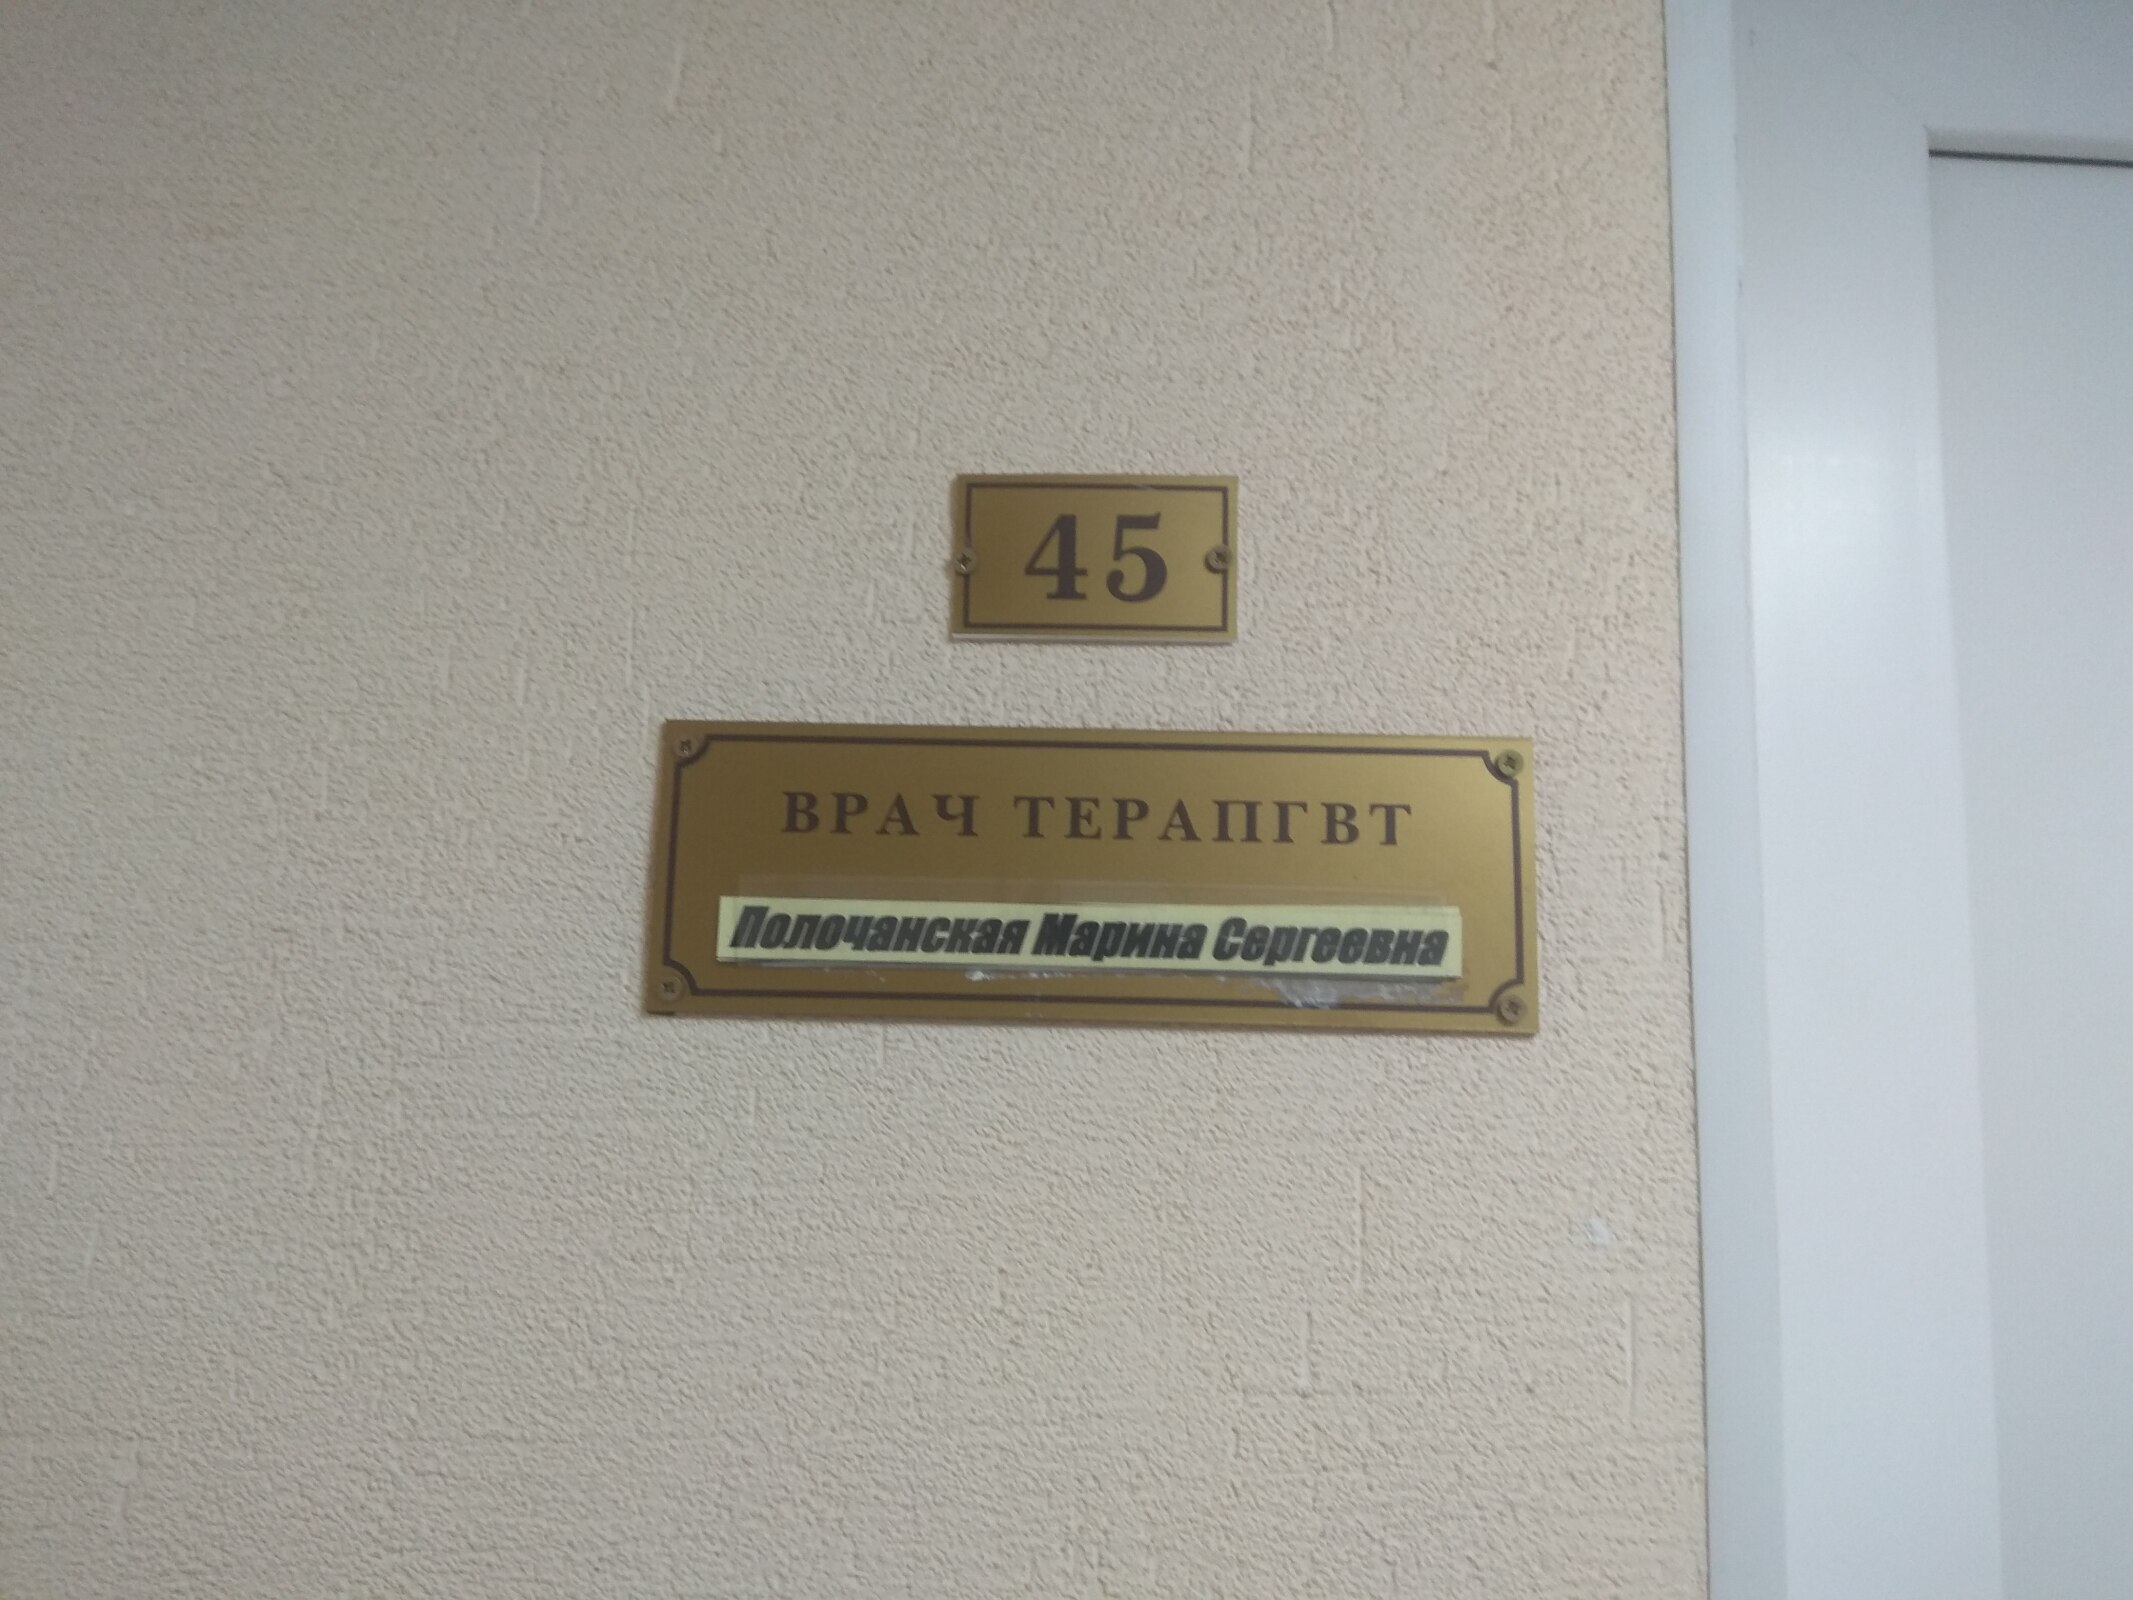 45
ВРАЧ ТЕРАПГВТ
Полочанская Марина Сергеевна